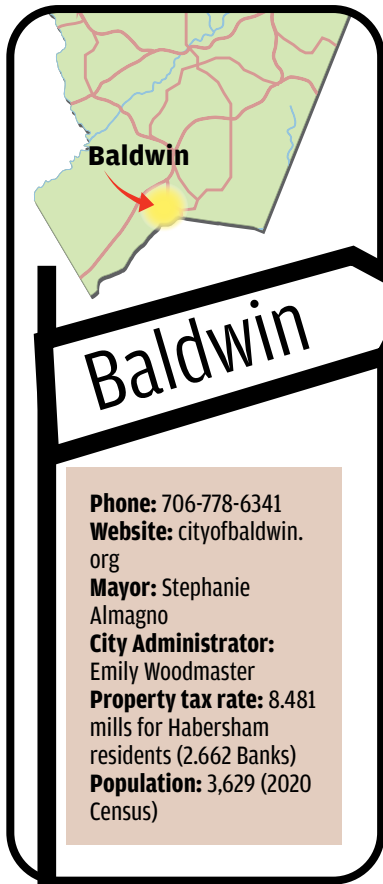 Baldwin
Baldwin
Phone: 706-778-6341
Website: cityofbaldwin.
org
Mayor: Stephanie
Almagno
City Administrator:
Emily Woodmaster
Property tax rate: 8.481
mills for Habersham
residents (2.662 Banks)
Population: 3,629 (2020
Census)